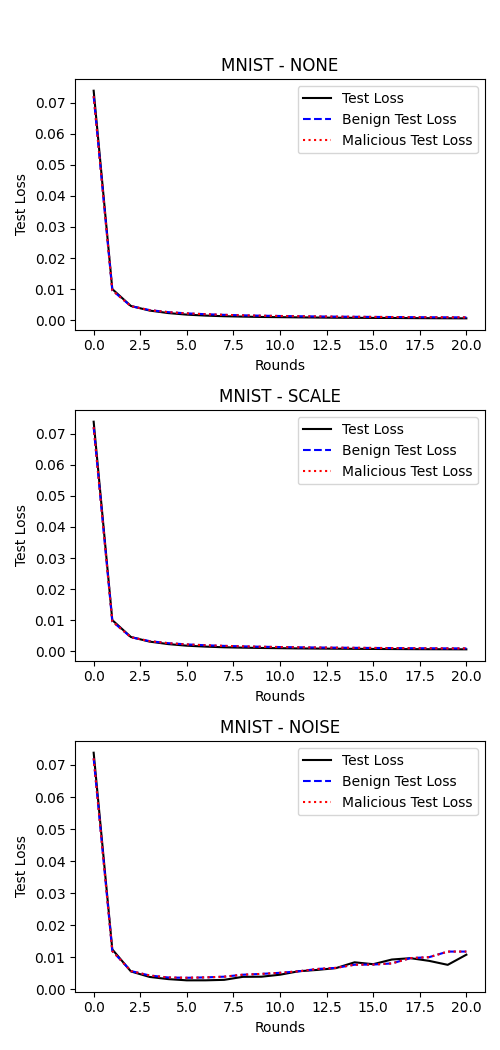 MNIST - NONE
Test Loss
Benign Test Loss
Malicious Test Loss
Test Loss
0.07
0.06
0.05
0.04
0.03
0.02
0.01
0.00
0.0 2.5 5.0 7.5 10.0 12.5 15.0 17.5 20.0
Rounds
MNIST - SCALE
Test Loss
Benign Test Loss
Malicious Test Loss
Test Loss
0.07
0.06
0.05
0.04
0.03
0.02
0.01
0.00
0.0 2.5 5.0 7.5 10.0 12.5 15.0 17.5 20.0
Rounds
MNIST - NOISE
Test Loss
Benign Test Loss
Malicious Test Loss
Test Loss
0.07
0.06
0.05
0.04
0.03
0.02
0.01
0.00
0.0 2.5 5.0 7.5 10.0 12.5 15.0 17.5 20.0
Rounds